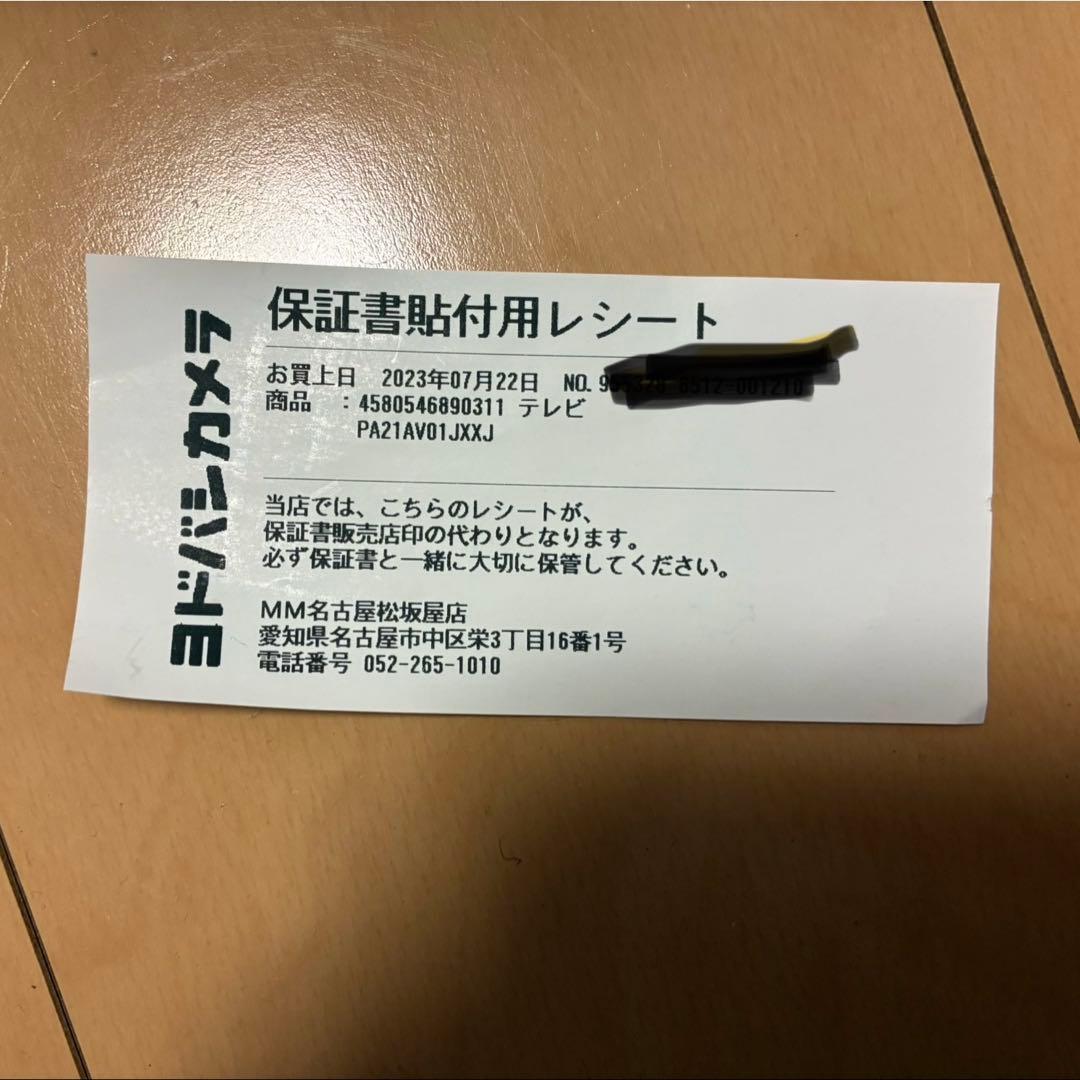 ヨドバシカメラ
保証書貼付用レシート
お買上日 2023年07月22日 NO.
商品 :4580546890311 テレビ
PA21AV01JXXJ
当店では、こちらのレシートが、
保証書販売店印の代わりとなります。
必ず保証書と一緒に大切に保管してください。
MM名古屋松坂屋店
愛知県名古屋市中区栄3丁目16番1号
電話番号 052-265-1010